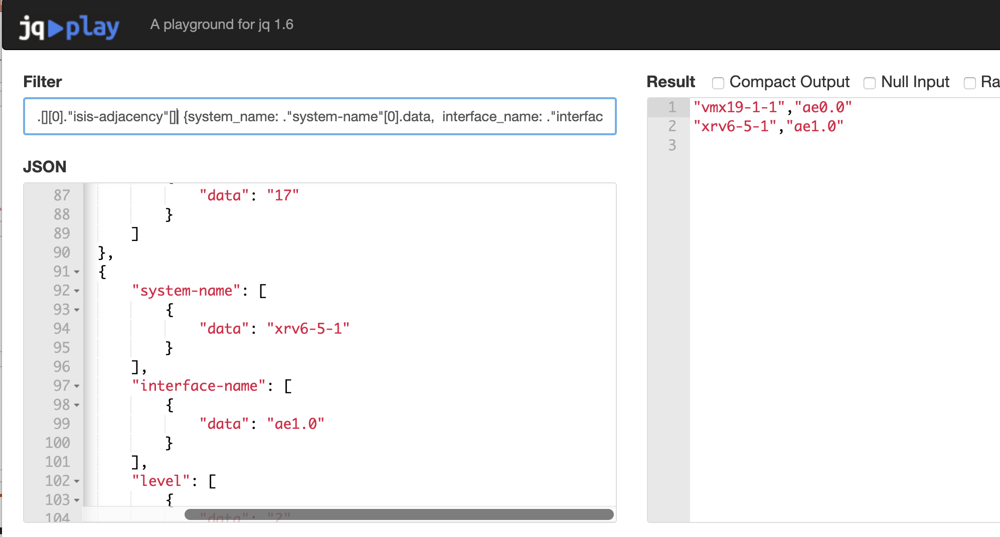 jq play
A playground for jq 1.6
Filter
.[][0]."isis-adjacency"[]| {system_name: ."system-name"[0].data,  interface_name: ."interfac
JSON
87 "data": "17"
88 }
89 ]
90 },
91 {
92 "system-name": [
93 {
94 "data": "xrv6-5-1"
95 }
96 ],
97 "interface-name": [
98 {
99 "data": "ae1.0"
100 }
101 ],
102 "level": [
103 {
104 "data": "2"
Result Compact Output Null Input Ra
1 "vmx19-1-1","ae0.0"
2 "xrv6-5-1","ae1.0"
3